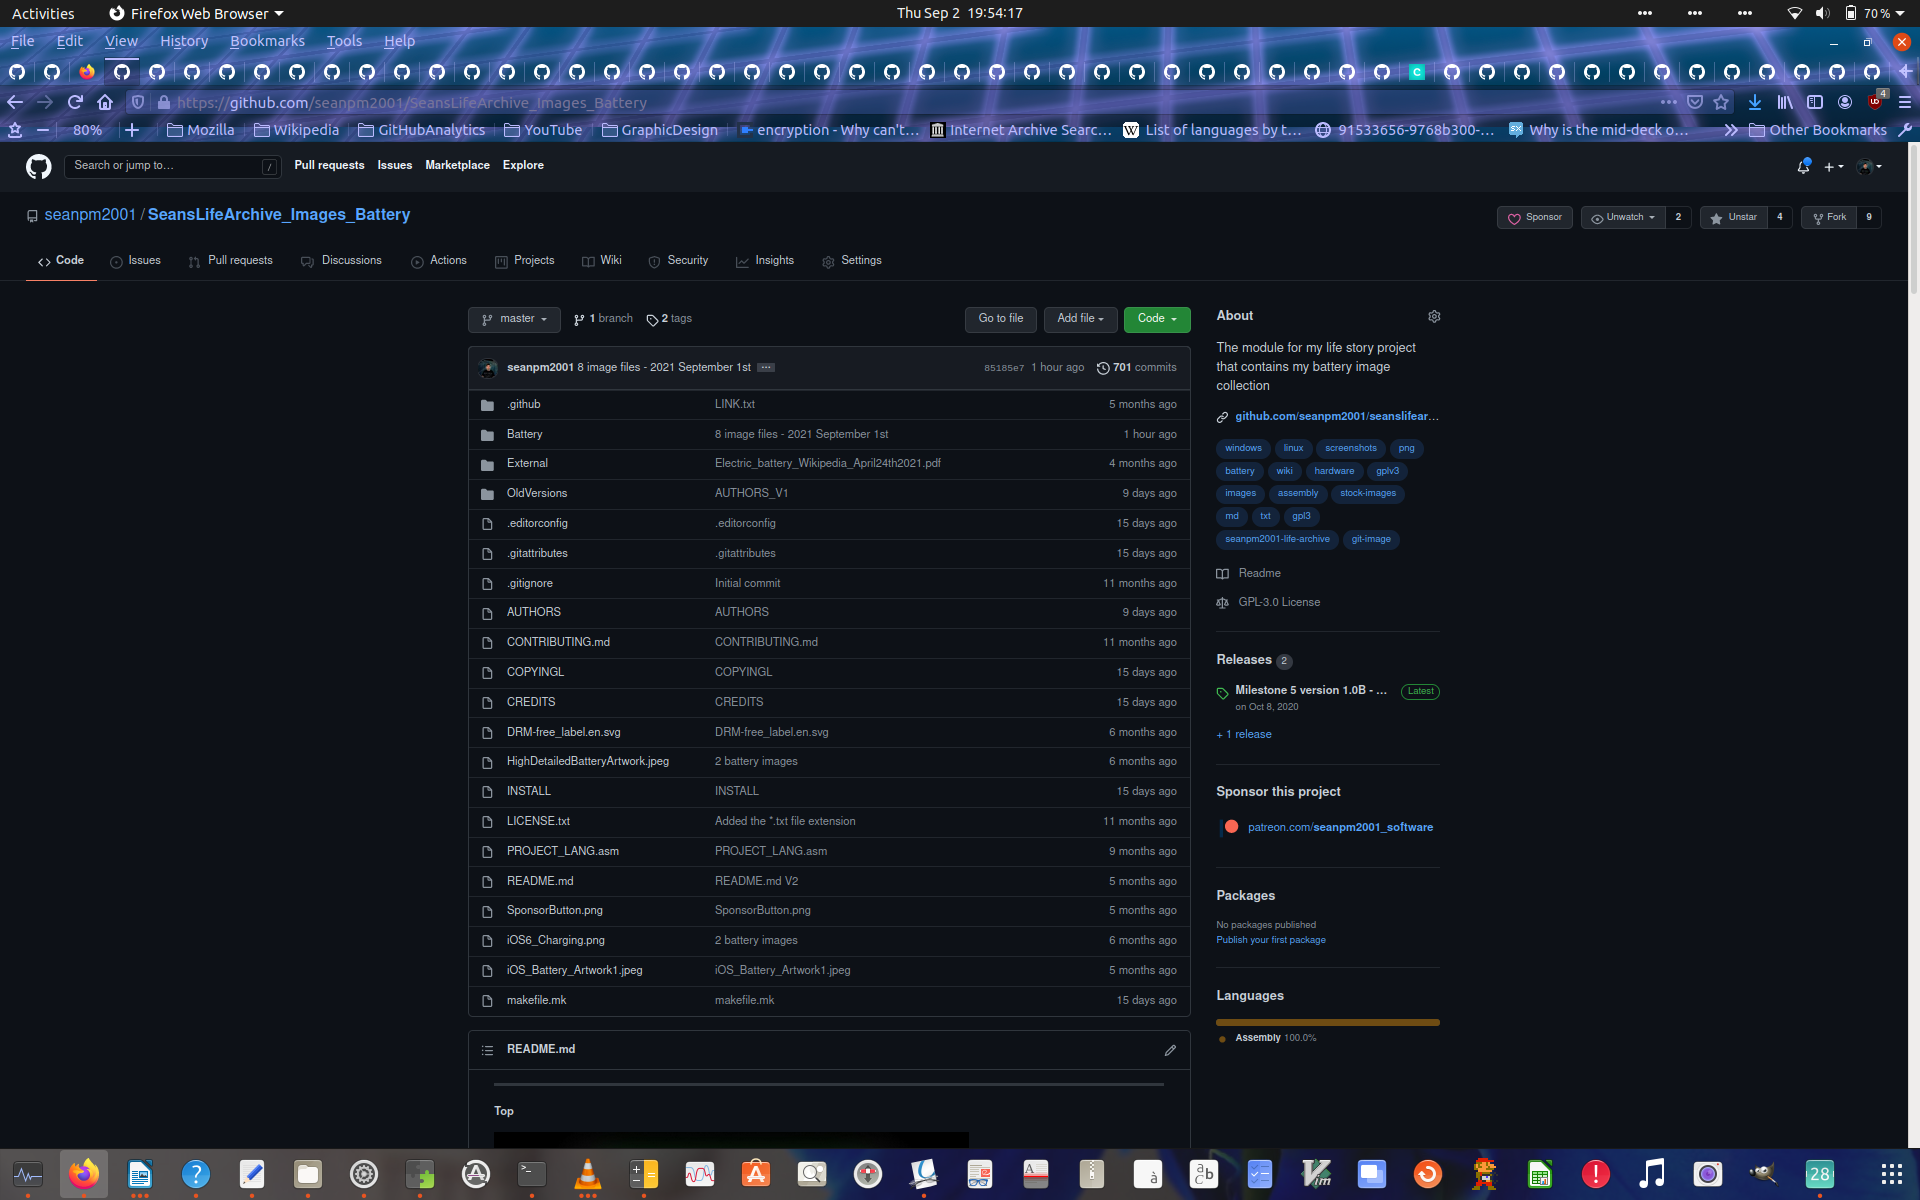 Activities Firefox Web Browser Thu Sep 2 19:54:17 70 %
File Edit View History Bookmarks Tools Help
https://github.com/seanpm2001/SeansLifeArchive_Images_Battery 4
80% Mozilla Wikipedia GitHubAnalytics YouTube GraphicDesign encryption - Why can't… Internet Archive Searc… List of languages by t… 91533656-9768b300-… Why is the mid-deck o… Other Bookmarks
Search or jump to… / Pull requests Issues Marketplace Explore
seanpm2001 / SeansLifeArchive_Images_Battery Sponsor Unwatch 2 Unstar 4 Fork 9
Code Issues Pull requests Discussions Actions Projects Wiki Security Insights Settings
master 1 branch 2 tags Go to file Add file Code
seanpm2001 8 image files - 2021 September 1st ... 85185e7 1 hour ago 701 commits
.github LINK.txt 5 months ago
Battery 8 image files - 2021 September 1st 1 hour ago
External Electric_battery_Wikipedia_April24th2021.pdf 4 months ago
OldVersions AUTHORS_V1 9 days ago
.editorconfig .editorconfig 15 days ago
.gitattributes .gitattributes 15 days ago
.gitignore Initial commit 11 months ago
AUTHORS AUTHORS 9 days ago
CONTRIBUTING.md CONTRIBUTING.md 11 months ago
COPYINGL COPYINGL 15 days ago
CREDITS CREDITS 15 days ago
DRM-free_label.en.svg DRM-free_label.en.svg 6 months ago
HighDetailedBatteryArtwork.jpeg 2 battery images 6 months ago
INSTALL INSTALL 15 days ago
LICENSE.txt Added the *.txt file extension 11 months ago
PROJECT_LANG.asm PROJECT_LANG.asm 9 months ago
README.md README.md V2 5 months ago
SponsorButton.png SponsorButton.png 5 months ago
iOS6_Charging.png 2 battery images 6 months ago
iOS_Battery_Artwork1.jpeg iOS_Battery_Artwork1.jpeg 5 months ago
makefile.mk makefile.mk 15 days ago
README.md
Top
About
The module for my life story project
that contains my battery image
collection
github.com/seanpm2001/seanslifear…
windows linux screenshots png
battery wiki hardware gplv3
images assembly stock-images
md txt gpl3
seanpm2001-life-archive git-image
Readme
GPL-3.0 License
Releases 2
Milestone 5 version 1.0B - … Latest
on Oct 8, 2020
+ 1 release
Sponsor this project
patreon.com/seanpm2001_software
Packages
No packages published
Publish your first package
Languages
Assembly 100.0%
28